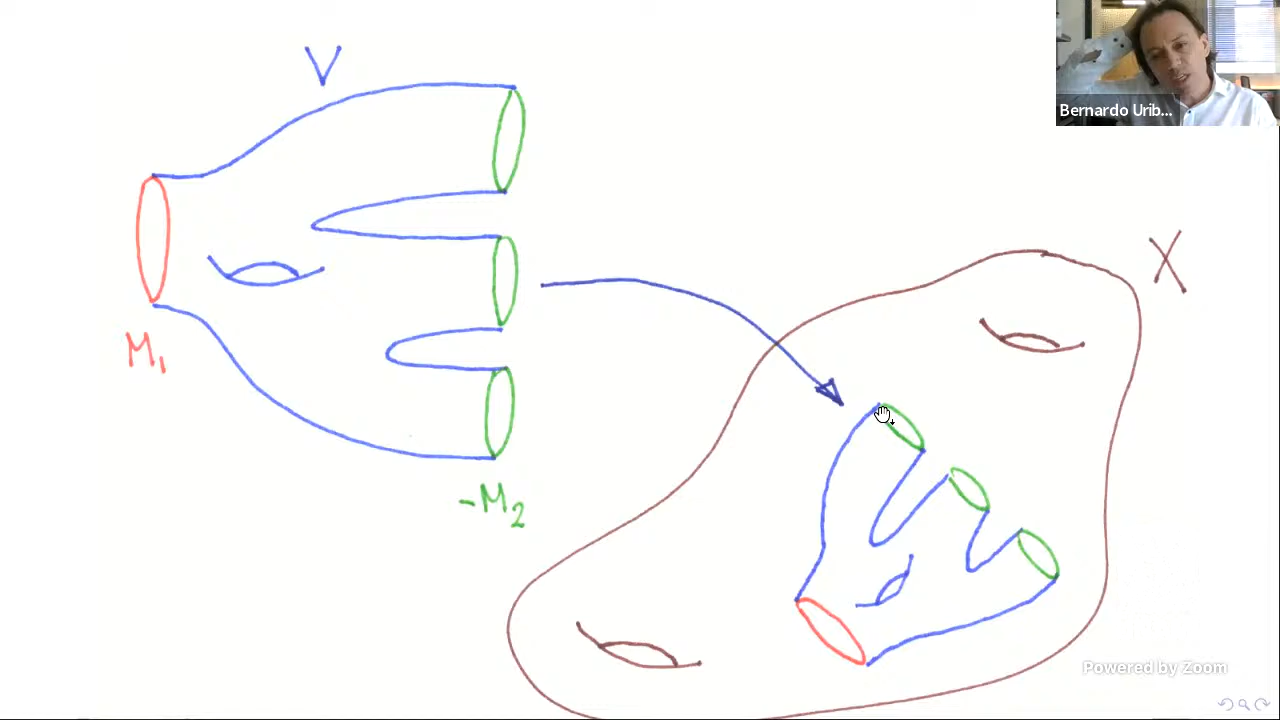 V
Bernardo Urib...
X
M₁
-M₂
Powered by Zoom